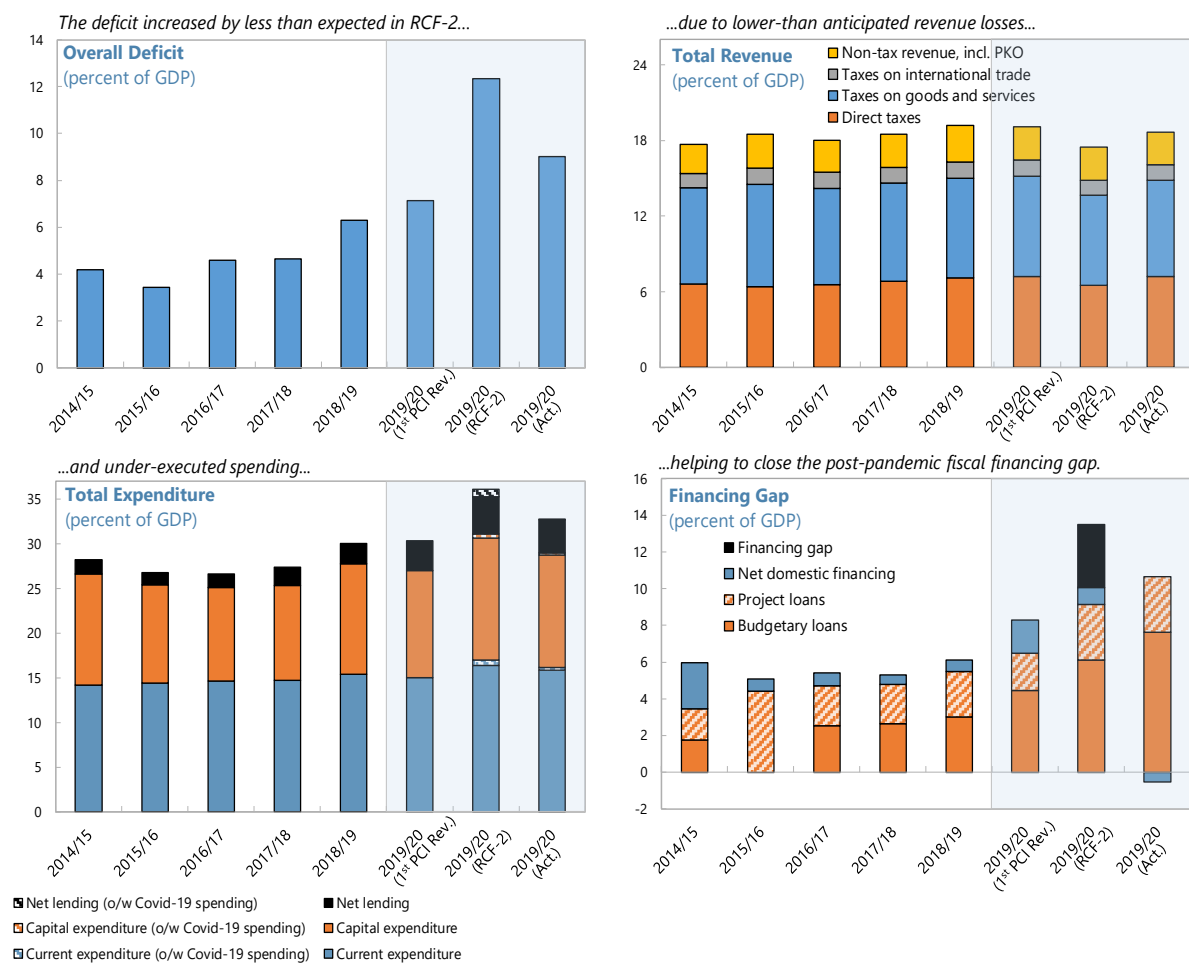 The deficit increased by less than expected in RCF-2...
14
12
10
8
6
4
2
0
Overall Deficit
(percent of GDP)
2014/15
2015/16
2016/17
2017/18
2018/19
2019/20
(1st PCI Rev.)
2019/20
(RCF-2)
2019/20
(Act.)
...due to lower-than anticipated revenue losses...
24
18
12
6
0
Total Revenue
(percent of GDP)
Non-tax revenue, incl. PKO
Taxes on international trade
Taxes on goods and services
Direct taxes
2014/15
2015/16
2016/17
2017/18
2018/19
2019/20
(1st PCI Rev.)
2019/20
(RCF-2)
2019/20
(Act.)
...and under-executed spending...
35
30
25
20
15
10
5
0
Total Expenditure
(percent of GDP)
2014/15
2015/16
2016/17
2017/18
2018/19
2019/20
(1st PCI Rev.)
2019/20
(RCF-2)
2019/20
(Act.)
Net lending (o/w Covid-19 spending)
Net lending
Capital expenditure (o/w Covid-19 spending)
Capital expenditure
Current expenditure (o/w Covid-19 spending)
Current expenditure
...helping to close the post-pandemic fiscal financing gap.
16
14
12
10
8
6
4
2
0
-2
Financing Gap
(percent of GDP)
Financing gap
Net domestic financing
Project loans
Budgetary loans
2014/15
2015/16
2016/17
2017/18
2018/19
2019/20
(1st PCI Rev.)
2019/20
(RCF-2)
2019/20
(Act.)